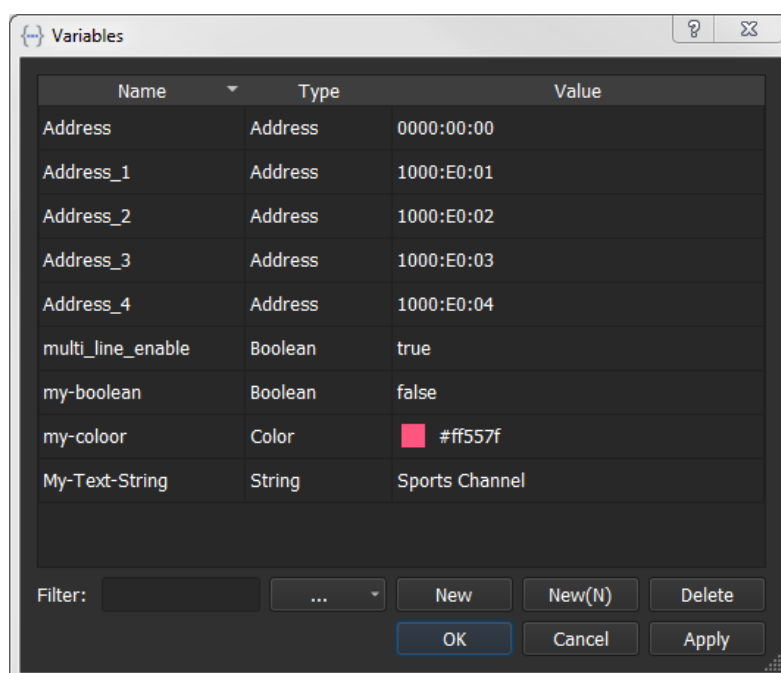 Variables
Name Type Value
Address Address 0000:00:00
Address_1 Address 1000:E0:01
Address_2 Address 1000:E0:02
Address_3 Address 1000:E0:03
Address_4 Address 1000:E0:04
multi_line_enable Boolean true
my-boolean Boolean false
my-coloor Color #ff557f
My-Text-String String Sports Channel
Filter: ... New New(N) Delete
OK Cancel Apply